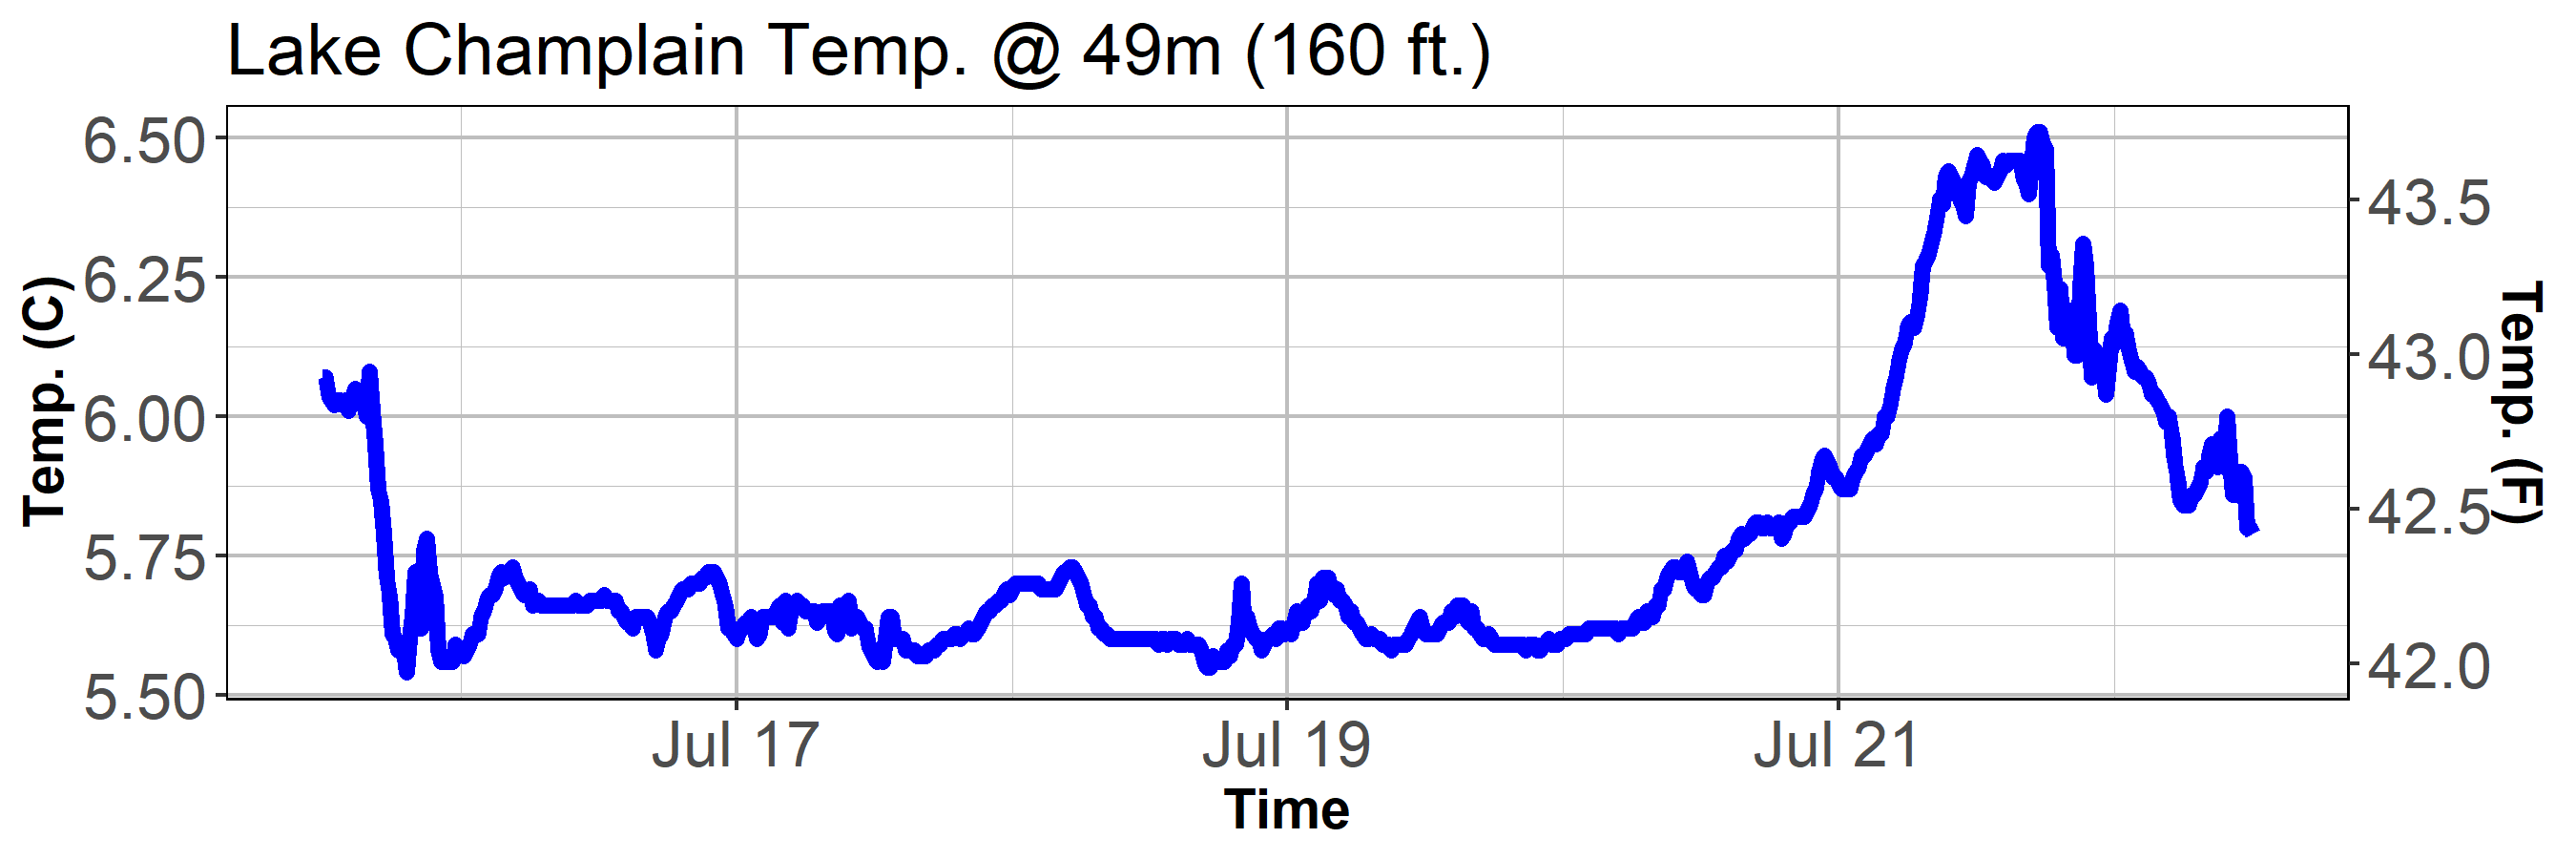 Lake Champlain Temp. @ 49m (160 ft.)
Temp. (C)
6.50
6.25
6.00
5.75
5.50
43.5
43.0
42.5
42.0
Temp. (F)
Jul 17
Jul 19
Jul 21
Time